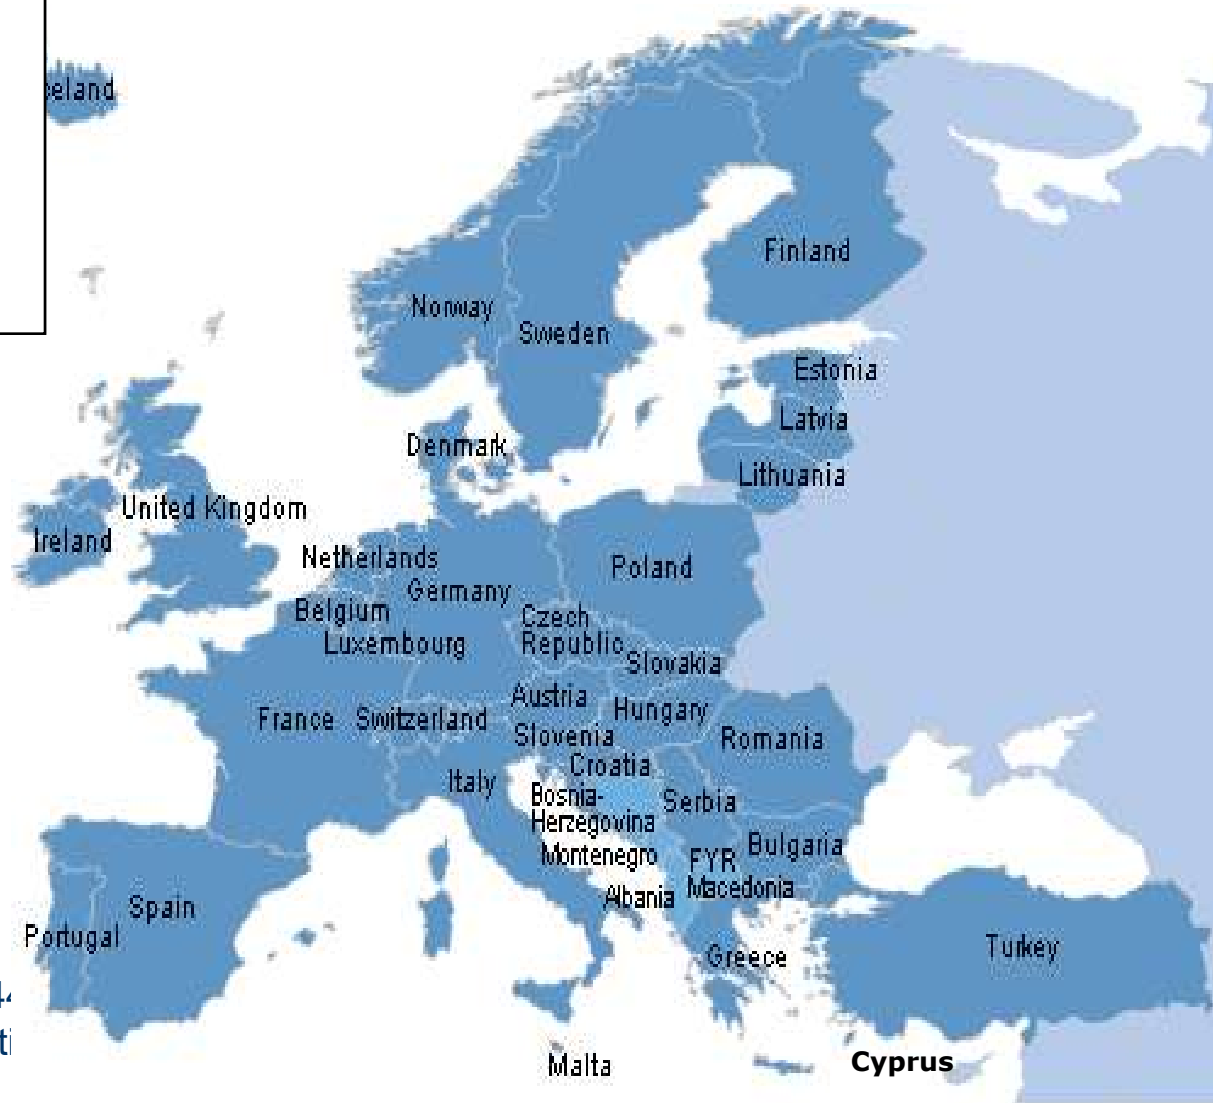 eland
Finland
Norway
Sweden
Estonia
Latvia
Denmark
Lithuania
United Kingdom
Ireland
Netherlands
Poland
Germany
Belgium
Czech
Republic
Luxembourg
Slovakia
Austria
Hungary
France
Switzerland
Slovenia
Romania
Croatia
Italy
Bosnia-
Herzegovina
Serbia
Montenegro
FYR
Macedonia
Bulgaria
Albania
Spain
Portugal
Greece
Turkey
Malta
Cyprus